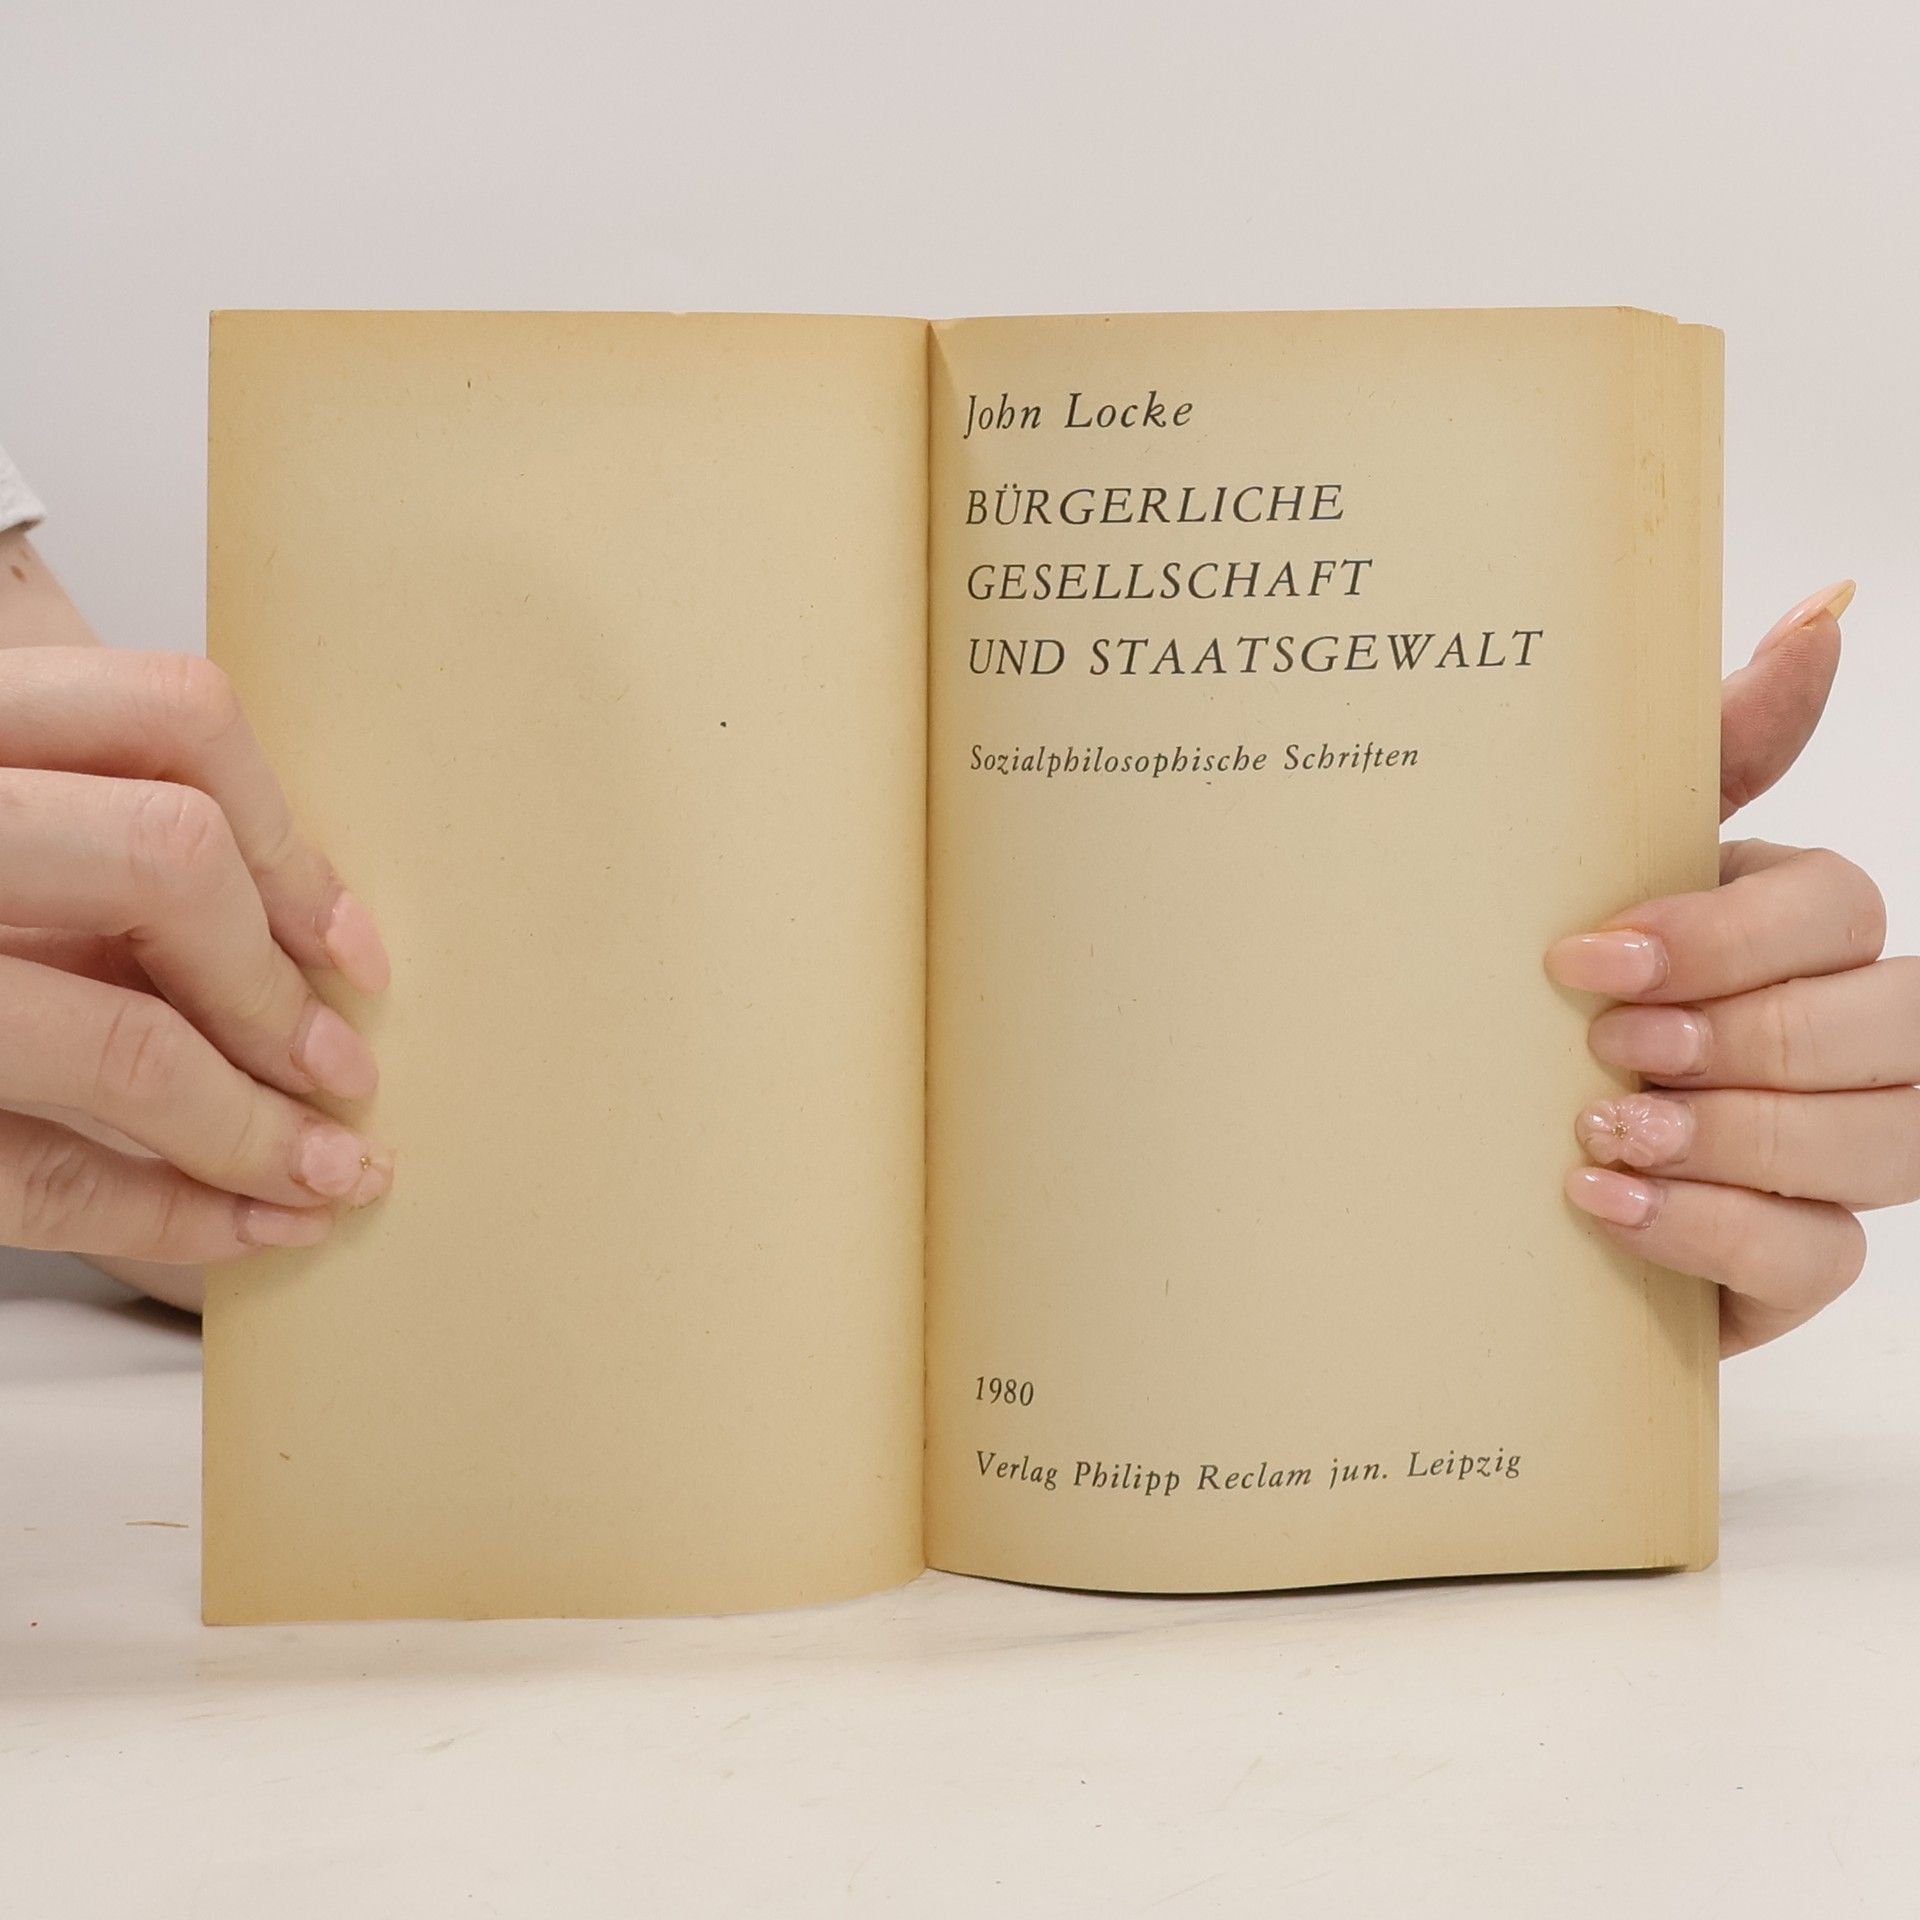 John Locke
BÜRGERLICHE
GESELLSCHAFT
UND STAATSGEWALT
Sozialphilosophische Schriften
1980
Verlag Philipp Reclam jun. Leipzig